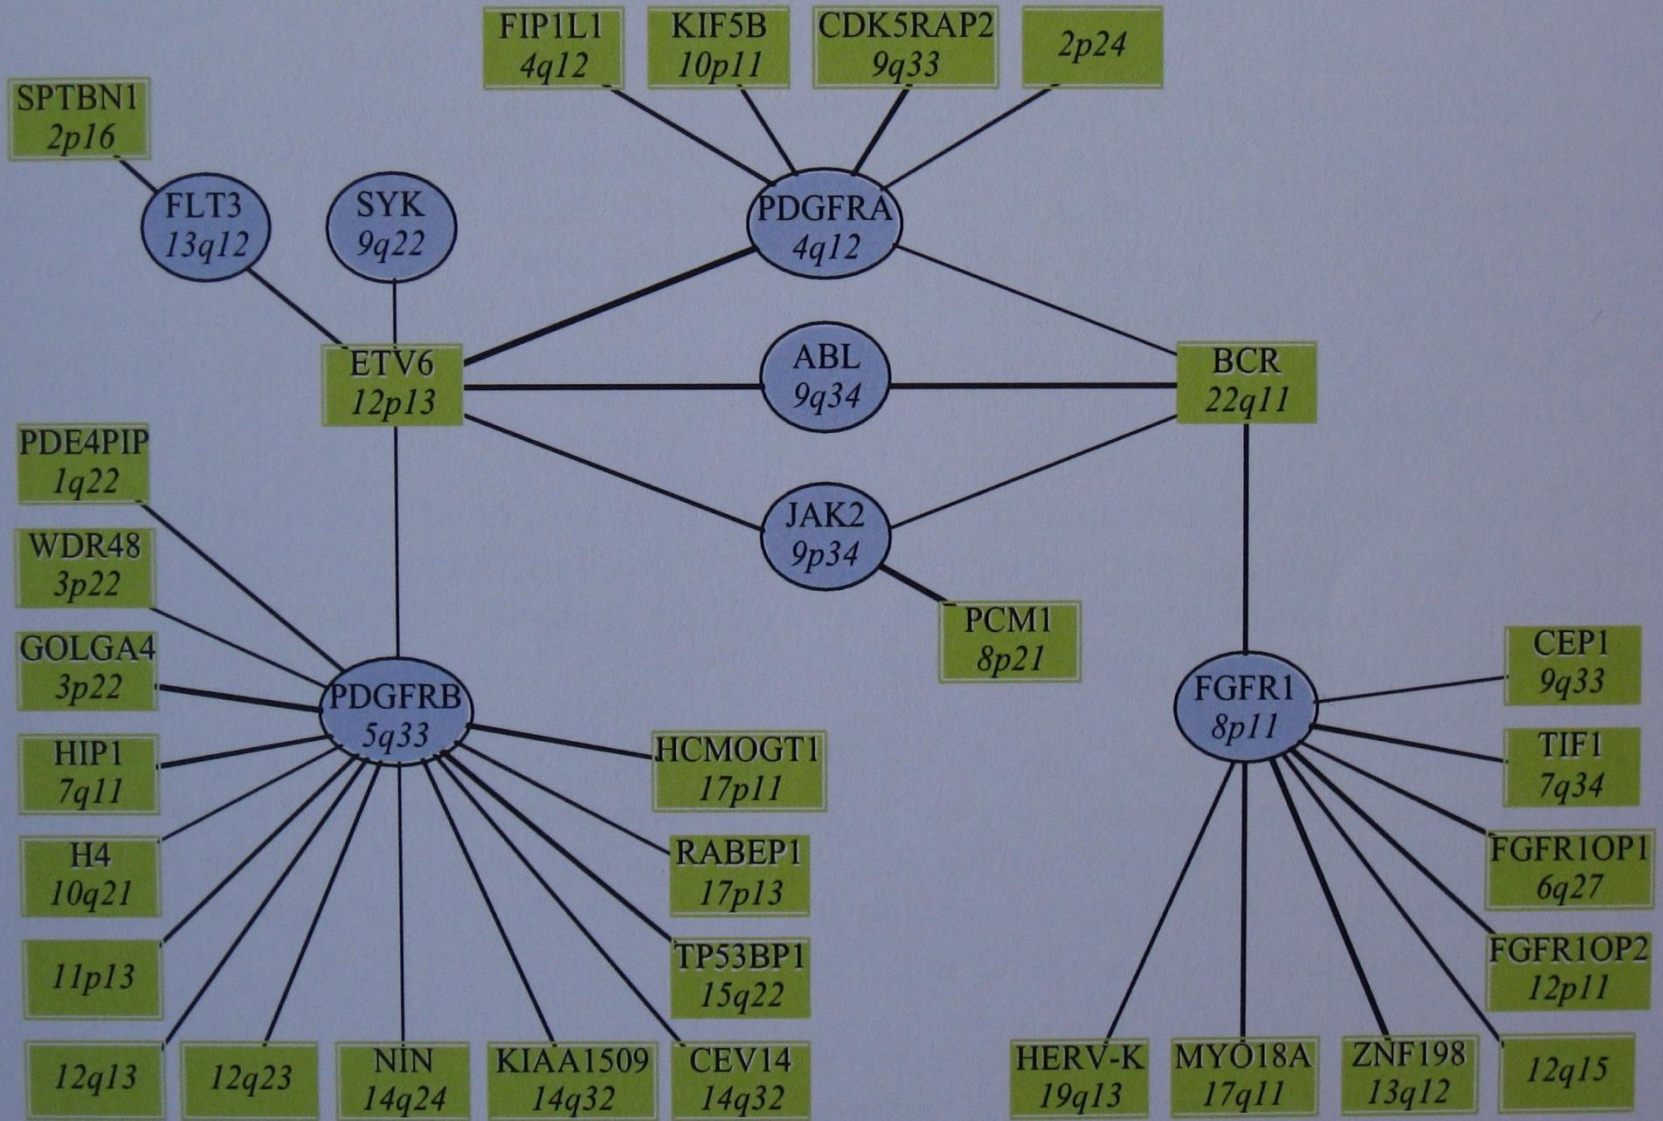 FIP1L1
4q12
KIF5B
10p11
CDK5RAP2
9q33
2p24
SPTBN1
2p16
FLT3
13q12
SYK
9q22
PDGFRA
4q12
ETV6
12p13
ABL
9q34
BCR
22q11
PDE4PIP
1q22
JAK2
9p34
WDR48
3p22
PCM1
8p21
GOLGA4
3p22
PDGFRB
5q33
FGFR1
8p11
CEP1
9q33
HIP1
7q11
HCMOGT1
17p11
TIF1
7q34
H4
10q21
RABEP1
17p13
FGFR1OP1
6q27
11p13
TP53BP1
15q22
FGFR1OP2
12p11
12q13
12q23
NIN
14q24
KIAA1509
14q32
CEV14
14q32
HERV-K
19q13
MYO18A
17q11
ZNF198
13q12
12q15